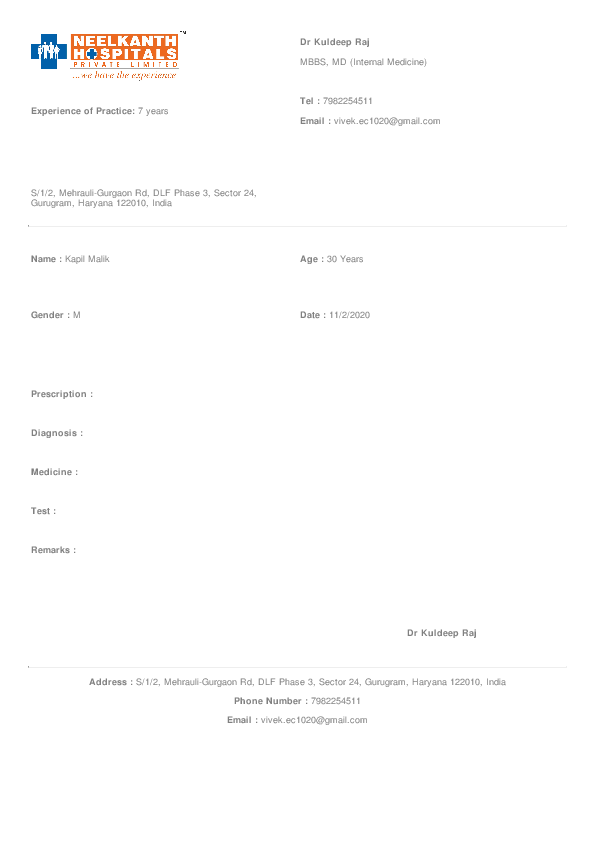 NEELKANTH
HOSPITALS
PRIVATE LIMITED
...we have the experience
TM
Dr Kuldeep Raj
MBBS, MD (Internal Medicine)
Tel : 7982254511
Experience of Practice: 7 years
Email : vivek.ec1020@gmail.com
S/1/2, Mehrauli-Gurgaon Rd, DLF Phase 3, Sector 24,
Gurugram, Haryana 122010, India
Name : Kapil Malik
Age : 30 Years
Gender : M
Date : 11/2/2020
Prescription :
Diagnosis :
Medicine :
Test :
Remarks :
Dr Kuldeep Raj
Address : S/1/2, Mehrauli-Gurgaon Rd, DLF Phase 3, Sector 24, Gurugram, Haryana 122010, India
Phone Number : 7982254511
Email : vivek.ec1020@gmail.com